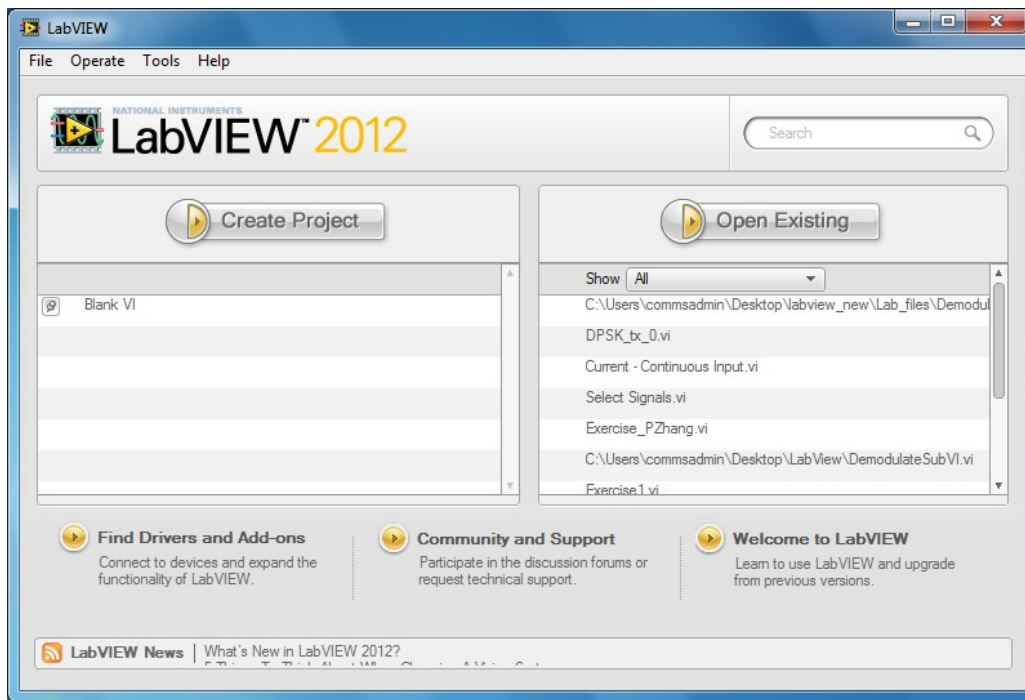 LabVIEW
File Operate Tools Help
NATIONAL INSTRUMENTS
LabVIEW™ 2012
Search
Create Project
Blank VI
Open Existing
Show All
C:\Users\commsadmin\Desktop\labview_new\Lab_files\Demodul
DPSK_tx_0.vi
Current - Continuous Input.vi
Select Signals.vi
Exercise_PZhang.vi
C:\Users\commsadmin\Desktop\LabView\DemodulateSubVI.vi
Exercise1.vi
Find Drivers and Add-ons
Connect to devices and expand the
functionality of LabVIEW.
Community and Support
Participate in the discussion forums or
request technical support.
Welcome to LabVIEW
Learn to use LabVIEW and upgrade
from previous versions.
LabVIEW News
What's New in LabVIEW 2012?